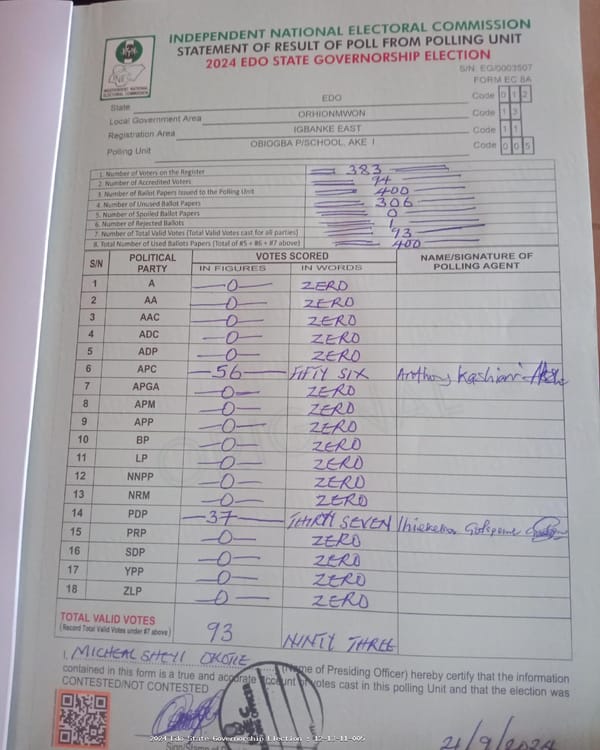 INDEPENDENT NATIONAL ELECTORAL COMMISSION
STATEMENT OF RESULT OF POLL FROM POLLING UNIT
2024 EDO STATE GOVERNORSHIP ELECTION
S/N: EG/0003507
FORM EC 8A
INDEPENDENT NATIONAL ELECTORAL COMMISSION
State EDO Code 0 1 2
Local Government Area ORHIONMWON Code 1 3
Registration Area IGBANKE EAST Code 1 1
Polling Unit OBIOGBA P/SCHOOL, AKE I Code 0 0 5
1. Number of Voters on the Register 383
2. Number of Accredited Voters 94
3. Number of Ballot Papers Issued to the Polling Unit 400
4. Number of Unused Ballot Papers 306
5. Number of Spoiled Ballot Papers 0
6. Number of Rejected Ballots 1
7. Number of Total Valid Votes (Total Valid Votes cast for all parties) 93
8. Total Number of Used Ballots Papers (Total of #5 + #6 + #7 above) 400
S/N POLITICAL PARTY VOTES SCORED NAME/SIGNATURE OF POLLING AGENT
IN FIGURES IN WORDS
1 A 0 ZERO
2 AA 0 ZERO
3 AAC 0 ZERO
4 ADC 0 ZERO
5 ADP 0 ZERO
6 APC 56 FIFTY SIX Anthony Kashiari
7 APGA 0 ZERO
8 APM 0 ZERO
9 APP 0 ZERO
10 BP 0 ZERO
11 LP 0 ZERO
12 NNPP 0 ZERO
13 NRM 0 ZERO
14 PDP 37 THIRTY SEVEN
15 PRP 0 ZERO
16 SDP 0 ZERO
17 YPP 0 ZERO
18 ZLP 0 ZERO
TOTAL VALID VOTES 93 NINTY THREE
(Record Total Valid Votes under #7 above)
I, MICHEAL (Name of Presiding Officer) hereby certify that the information
contained in this form is a true and accurate account of votes cast in this polling Unit and that the election was
CONTESTED/NOT CONTESTED
21/9/2024
2024 Edo State Governorship Election - 12-13-11-005